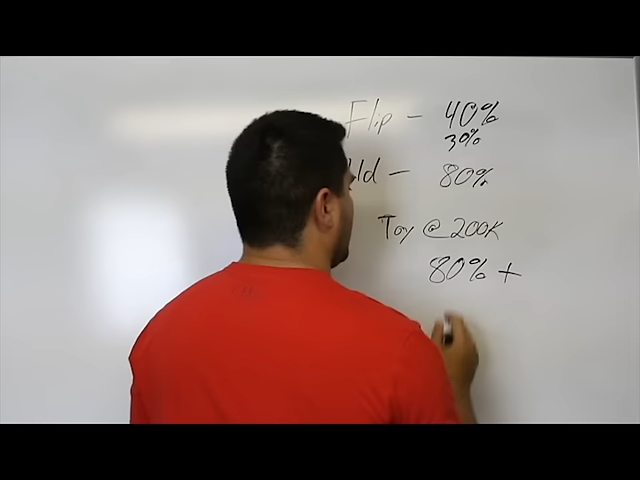 Flip - 40%
30%
ld - 80%
Toy @ 200K
80% +